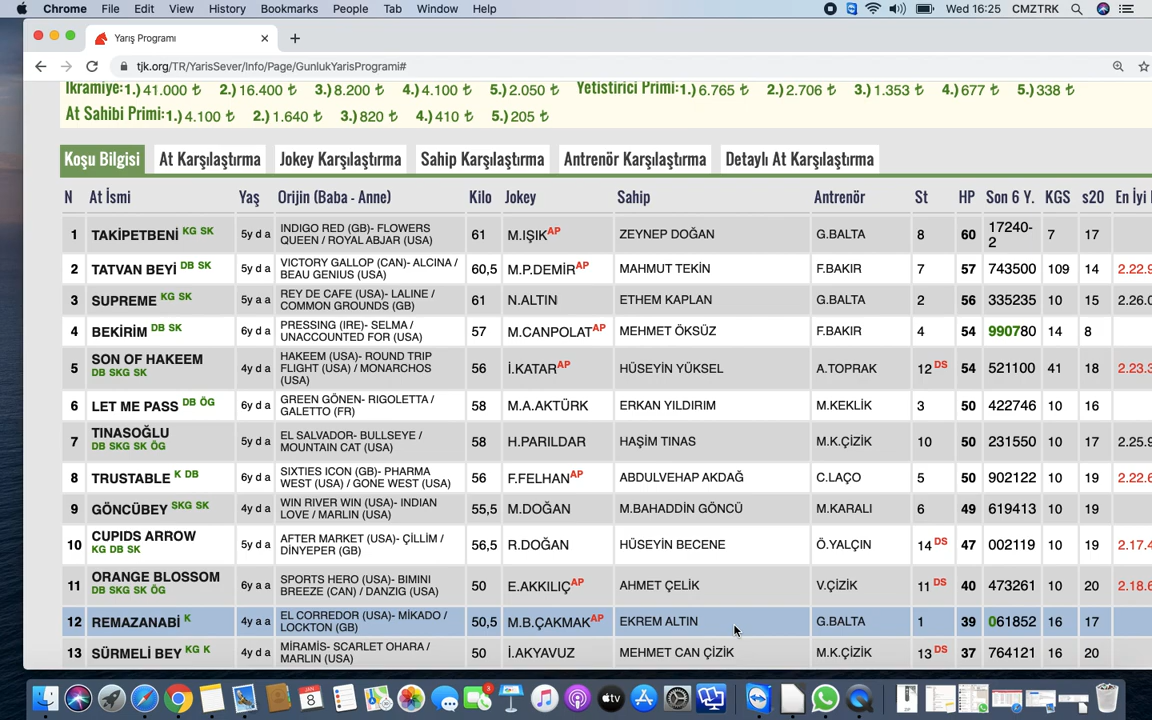 Chrome File Edit View History Bookmarks People Tab Window Help Wed 16:25 CMZTRK
Yarış Programı
tjk.org/TR/YarisSever/Info/Page/GunlukYarisProgrami#
İkramiye: 1.) 41.000 ₺ 2.) 16.400 ₺ 3.) 8.200 ₺ 4.) 4.100 ₺ 5.) 2.050 ₺ Yetiştirici Primi: 1.) 6.765 ₺ 2.) 2.706 ₺ 3.) 1.353 ₺ 4.) 677 ₺ 5.) 338 ₺
At Sahibi Primi: 1.) 4.100 ₺ 2.) 1.640 ₺ 3.) 820 ₺ 4.) 410 ₺ 5.) 205 ₺
Koşu Bilgisi At Karşılaştırma Jokey Karşılaştırma Sahip Karşılaştırma Antrenör Karşılaştırma Detaylı At Karşılaştırma
N At İsmi Yaş Orijin (Baba - Anne) Kilo Jokey Sahip Antrenör St HP Son 6 Y. KGS s20 En İyi
1 TAKİPETBENİ KG SK 5y d a INDIGO RED (GB)- FLOWERS QUEEN / ROYAL ABJAR (USA) 61 M.IŞIK AP ZEYNEP DOĞAN G.BALTA 8 60 17240-2 7 17
2 TATVAN BEYİ DB SK 5y d a VICTORY GALLOP (CAN)- ALCINA / BEAU GENIUS (USA) 60,5 M.P.DEMİR AP MAHMUT TEKİN F.BAKIR 7 57 743500 109 14 2.22.9
3 SUPREME KG SK 5y a a REY DE CAFE (USA)- LALINE / COMMON GROUNDS (GB) 61 N.ALTIN ETHEM KAPLAN G.BALTA 2 56 335235 10 15 2.26.0
4 BEKİRİM DB SK 6y d a PRESSING (IRE)- SELMA / UNACCOUNTED FOR (USA) 57 M.CANPOLAT AP MEHMET ÖKSÜZ F.BAKIR 4 54 990780 14 8
5 SON OF HAKEEM DB SKG SK 4y d a HAKEEM (USA)- ROUND TRIP FLIGHT (USA) / MONARCHOS (USA) 56 İ.KATAR AP HÜSEYİN YÜKSEL A.TOPRAK 12 DS 54 521100 41 18 2.23.3
6 LET ME PASS DB ÖG 6y d a GREEN GÖNEN- RIGOLETTA / GALETTO (FR) 58 M.A.AKTÜRK ERKAN YILDIRIM M.KEKLİK 3 50 422746 10 16
7 TINASOĞLU DB SKG SK ÖG 5y d a EL SALVADOR- BULLSEYE / MOUNTAIN CAT (USA) 58 H.PARILDAR HAŞİM TINAS M.K.ÇİZİK 10 50 231550 10 17 2.25.9
8 TRUSTABLE K DB 6y d a SIXTIES ICON (GB)- PHARMA WEST (USA) / GONE WEST (USA) 56 F.FELHAN AP ABDULVEHAP AKDAĞ C.LAÇO 5 50 902122 10 19 2.22.6
9 GÖNCÜBEY SKG SK 4y d a WIN RIVER WIN (USA)- INDIAN LOVE / MARLIN (USA) 55,5 M.DOĞAN M.BAHADDİN GÖNCÜ M.KARALI 6 49 619413 10 19
10 CUPIDS ARROW KG DB SK 5y d a AFTER MARKET (USA)- ÇİLLİM / DİNYEPER (GB) 56,5 R.DOĞAN HÜSEYİN BECENE Ö.YALÇIN 14 DS 47 002119 10 19 2.17.4
11 ORANGE BLOSSOM DB SKG SK ÖG 6y a a SPORTS HERO (USA)- BIMINI BREEZE (CAN) / DANZIG (USA) 50 E.AKKILIÇ AP AHMET ÇELİK V.ÇİZİK 11 DS 40 473261 10 20 2.18.6
12 REMAZANABİ K 4y a a EL CORREDOR (USA)- MİKADO / LOCKTON (GB) 50,5 M.B.ÇAKMAK AP EKREM ALTIN G.BALTA 1 39 061852 16 17
13 SÜRMELİ BEY KG K 4y d a MİRAMİS- SCARLET OHARA / MARLIN (USA) 50 İ.AKYAVUZ MEHMET CAN ÇİZİK M.K.ÇİZİK 13 DS 37 764121 16 20